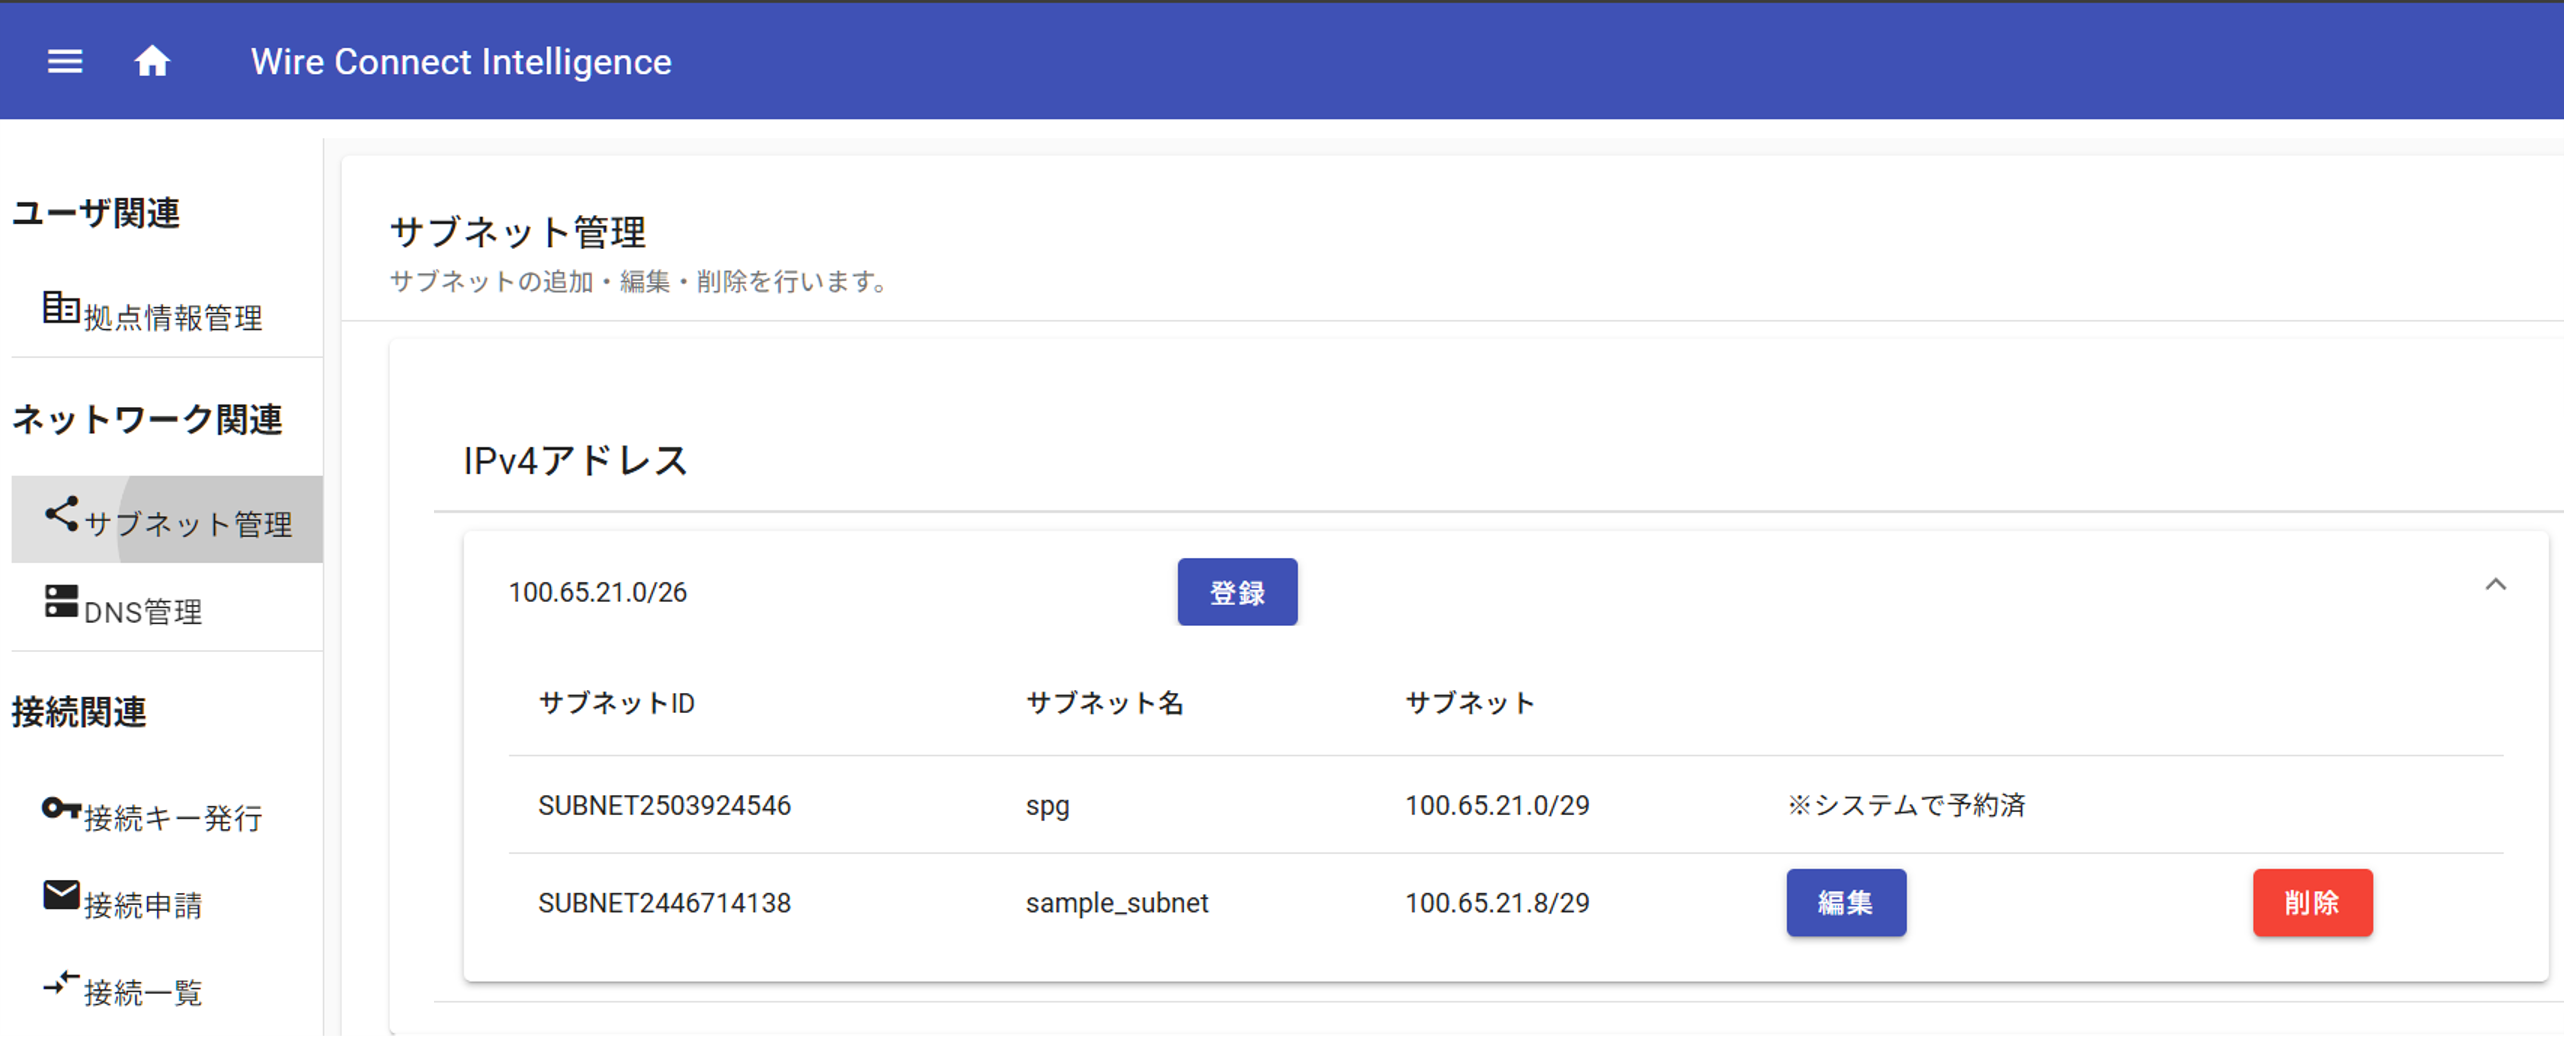 Wire Connect Intelligence
ユーザ関連
拠点情報管理
ネットワーク関連
サブネット管理
DNS管理
接続関連
接続キー発行
接続申請
接続一覧
サブネット管理
サブネットの追加・編集・削除を行います。
IPv4アドレス
100.65.21.0/26 登録
サブネットID サブネット名 サブネット
SUBNET2503924546 spg 100.65.21.0/29 ※システムで予約済
SUBNET2446714138 sample_subnet 100.65.21.8/29 編集 削除